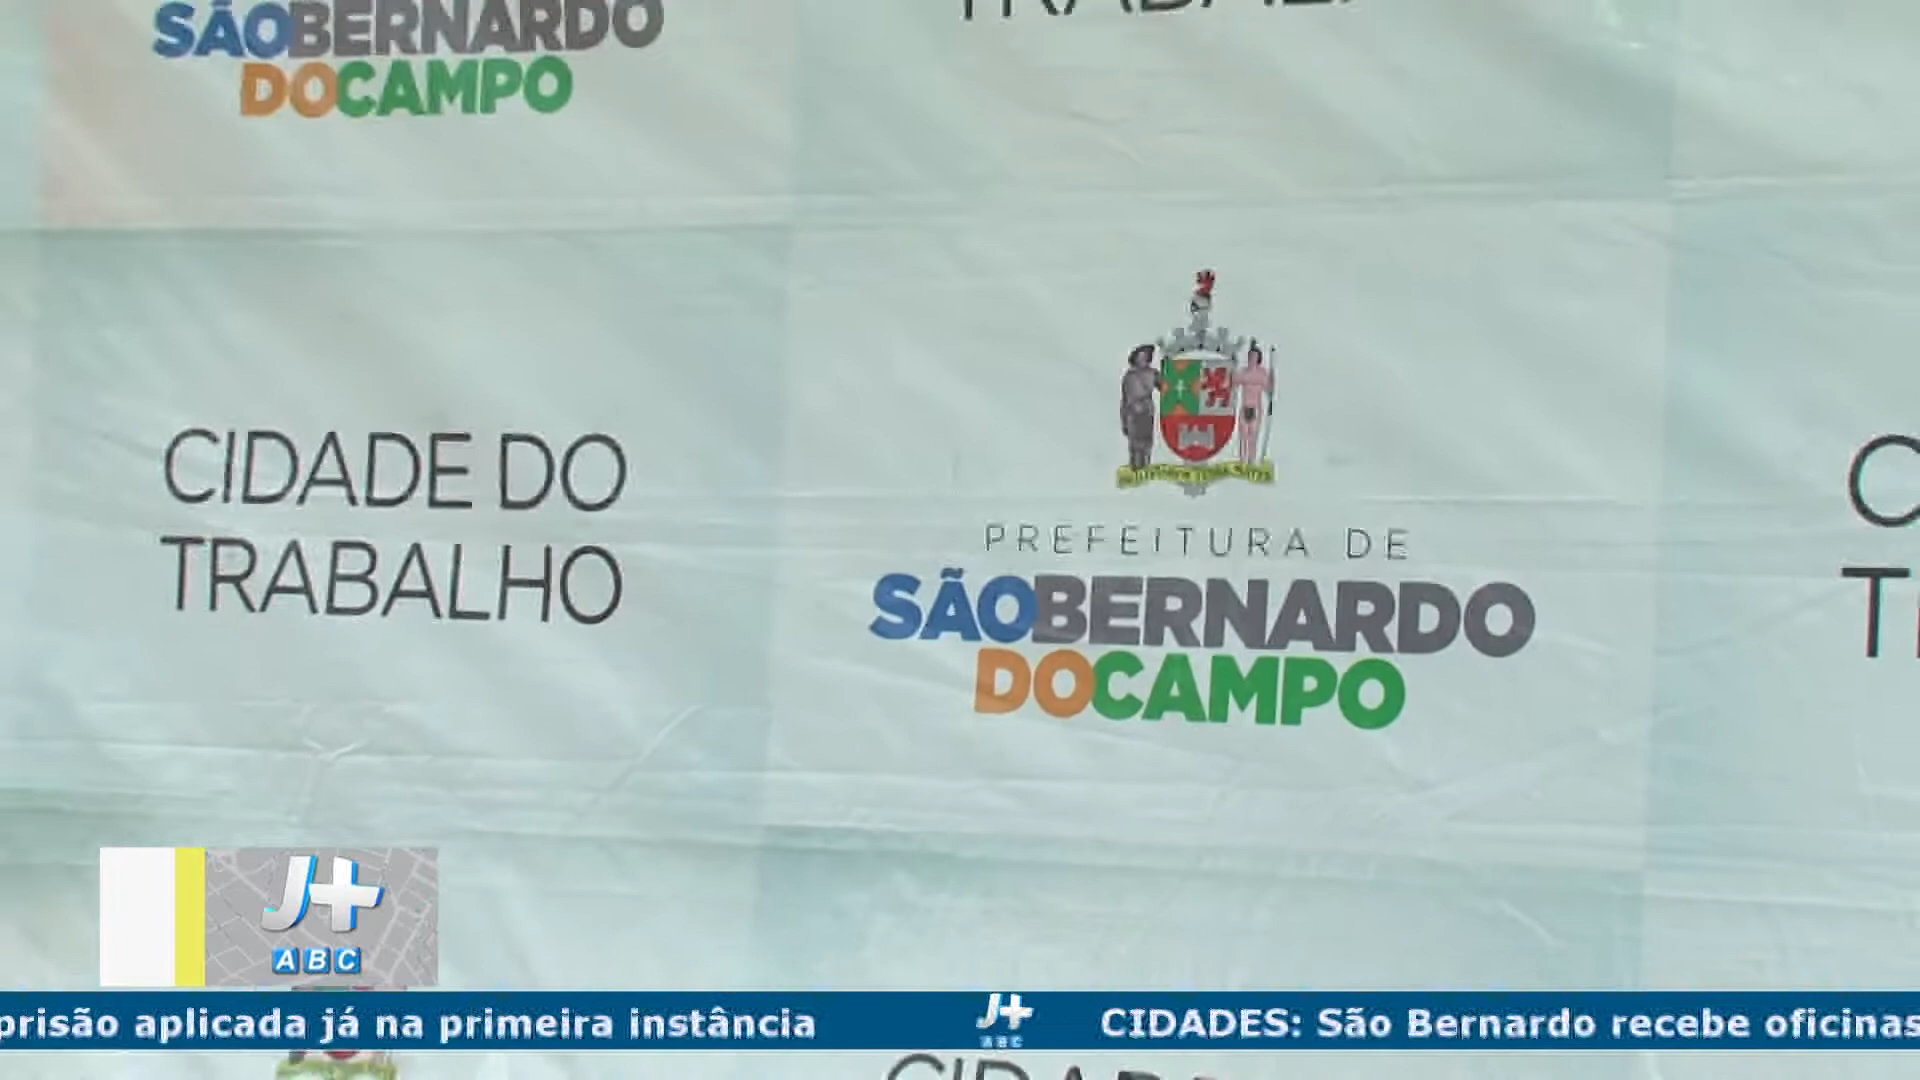 SÃOBERNARDO
DOCAMPO
CIDADE DO
TRABALHO
PREFEITURA DE
SÃOBERNARDO
DOCAMPO
J+
ABC
prisão aplicada já na primeira instância
J+
ABC
CIDADES: São Bernardo recebe oficinas